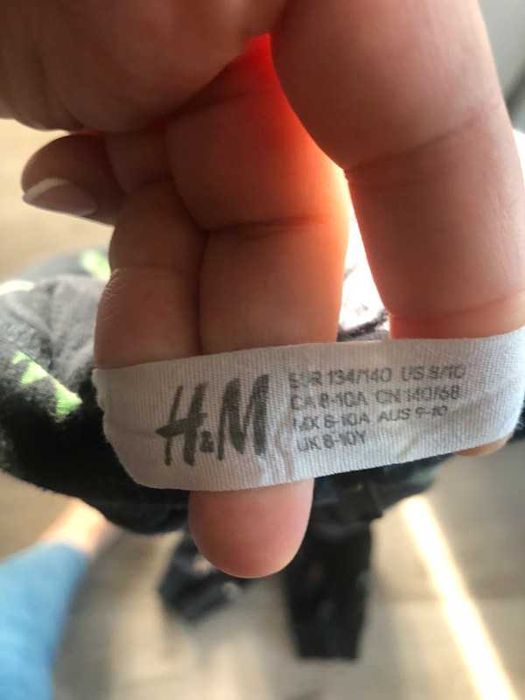 H&M
EUR 134/140 US 9/10
CA 8-10A CN 140/68
MX 8-10A AUS 9-10
UK 8-10Y